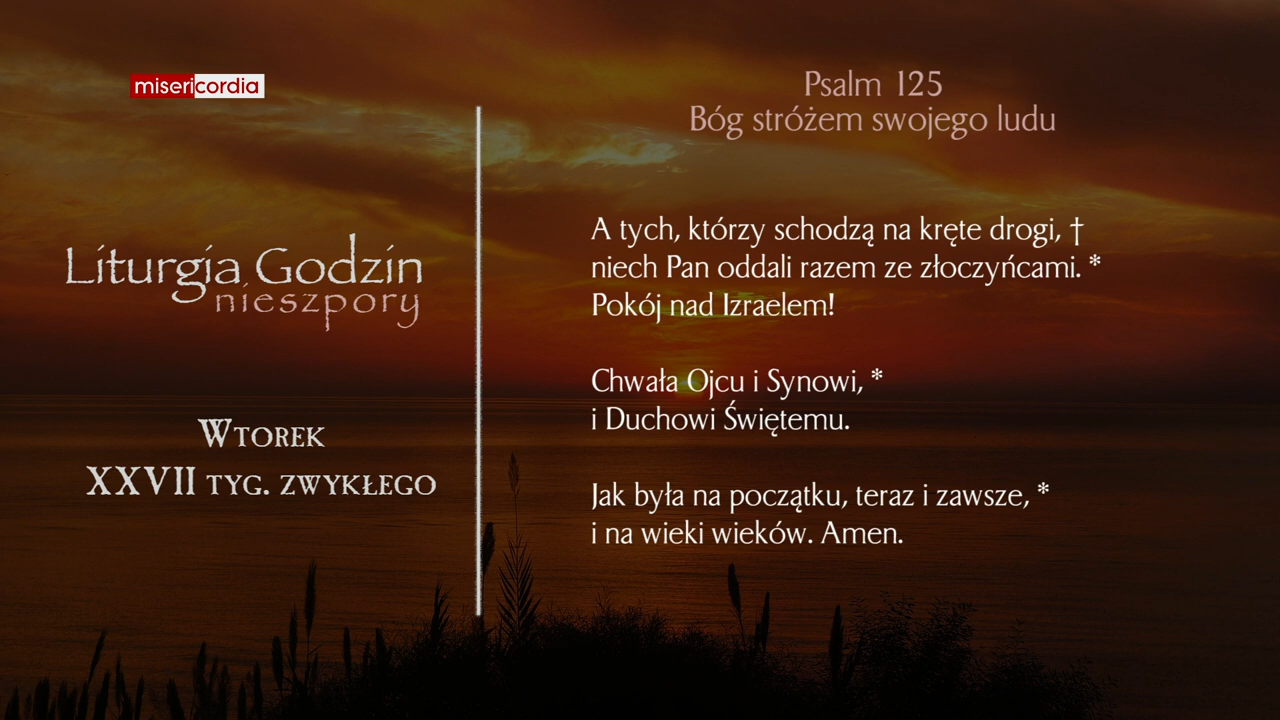 misericordia
Liturgia Godzin
nieszpory
Wtorek
XXVII tyg. zwykłego
Psalm 125
Bóg stróżem swojego ludu
A tych, którzy schodzą na kręte drogi, †
niech Pan oddali razem ze złoczyńcami. *
Pokój nad Izraelem!
Chwała Ojcu i Synowi, *
i Duchowi Świętemu.
Jak była na początku, teraz i zawsze, *
i na wieki wieków. Amen.